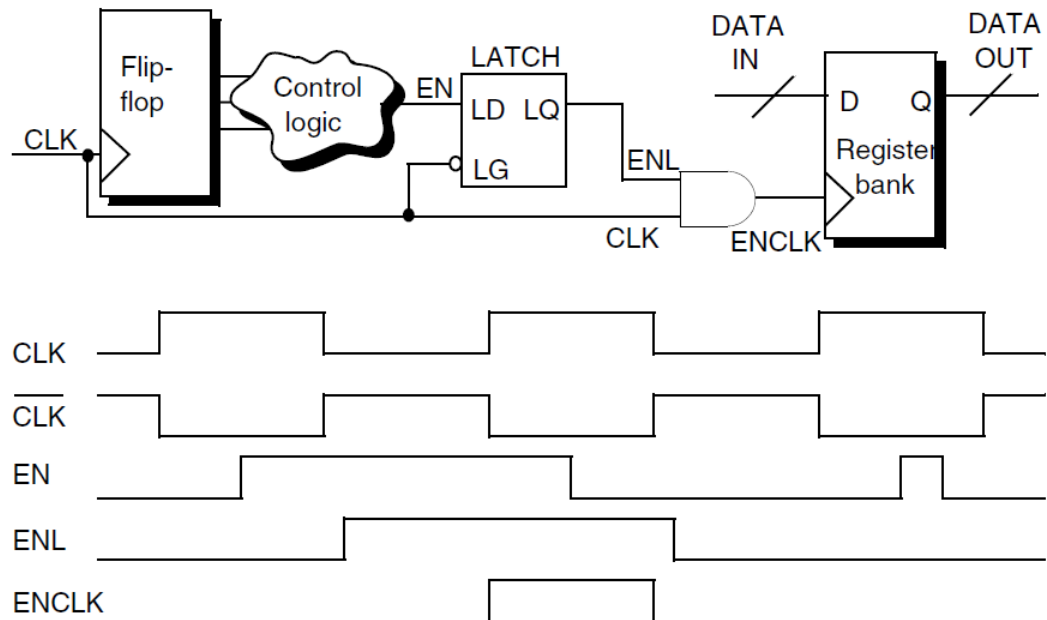 DATA
IN
DATA
OUT
Flip-
flop
Control
logic
LATCH
EN
LD LQ
LG
CLK
ENL
CLK
ENCLK
D Q
Register
bank
CLK
CLK
EN
ENL
ENCLK